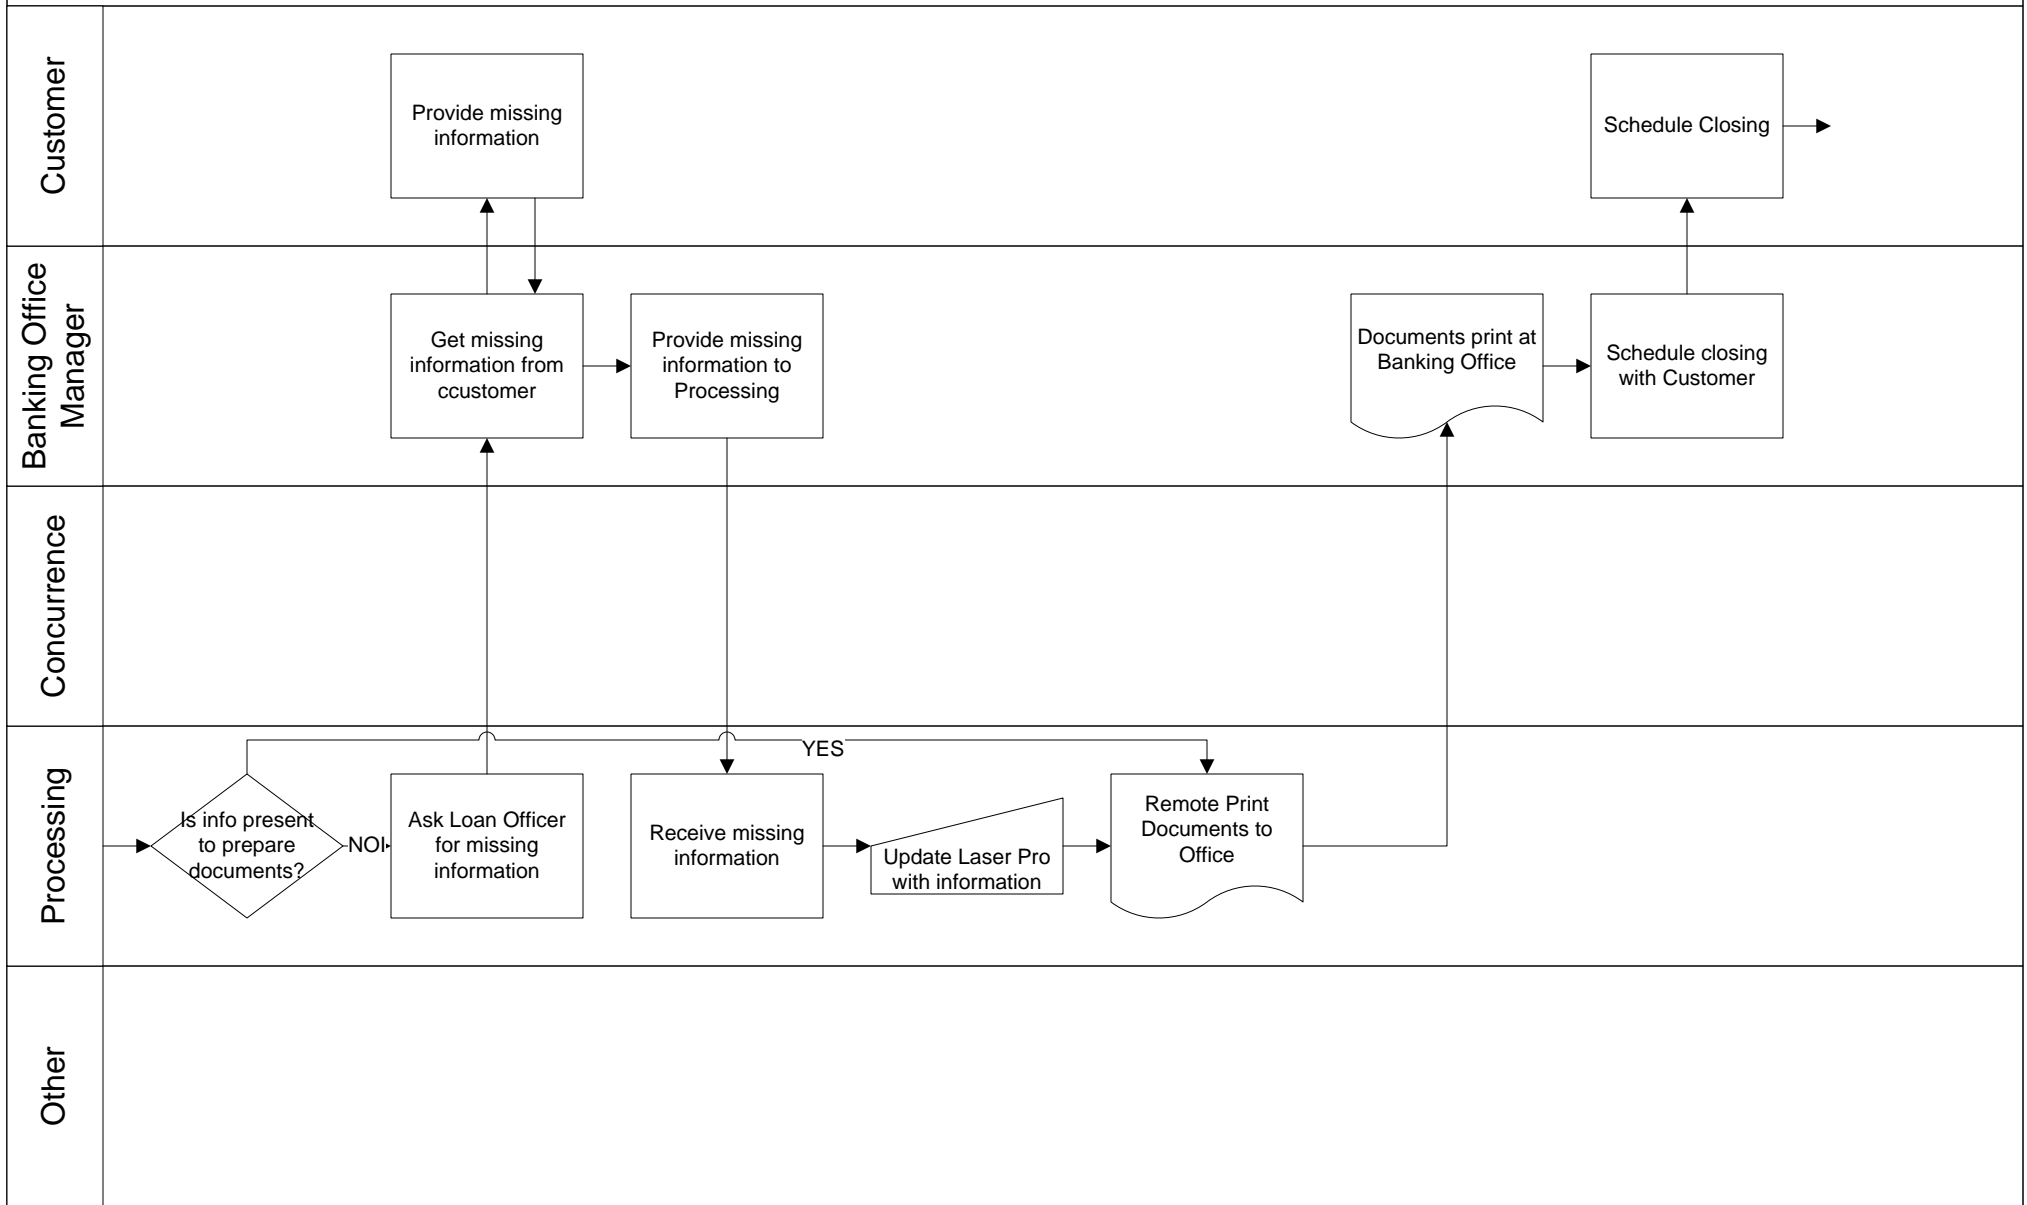 Customer
Provide missing
information
Schedule Closing
Banking Office
Manager
Get missing
information from
ccustomer
Provide missing
information to
Processing
Documents print at
Banking Office
Schedule closing
with Customer
Concurrence
Processing
YES
Is info present
to prepare
documents?
NO
Ask Loan Officer
for missing
information
Receive missing
information
Update Laser Pro
with information
Remote Print
Documents to
Office
Other